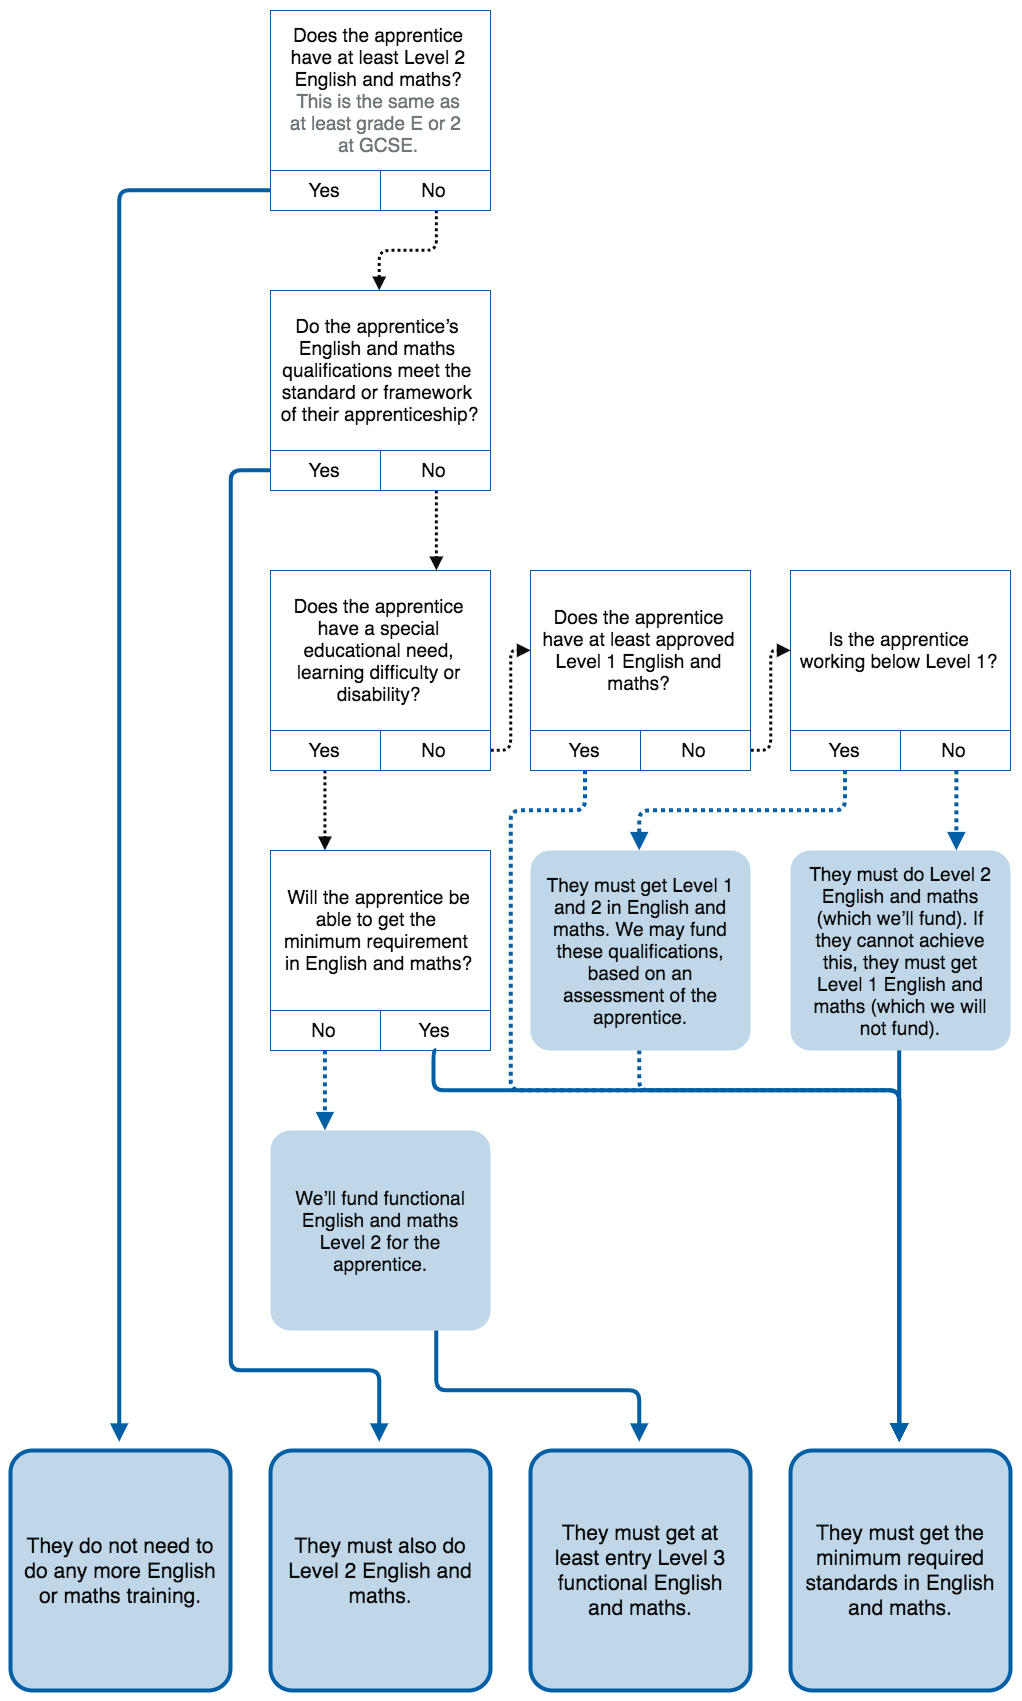 Does the apprentice
have at least Level 2
English and maths?
This is the same as
at least grade E or 2
at GCSE.
Yes
No
Do the apprentice’s
English and maths
qualifications meet the
standard or framework
of their apprenticeship?
Yes
No
Does the apprentice
have a special
educational need,
learning difficulty or
disability?
Yes
No
Does the apprentice
have at least approved
Level 1 English and
maths?
Yes
No
Is the apprentice
working below Level 1?
Yes
No
Will the apprentice be
able to get the
minimum requirement
in English and maths?
No
Yes
They must get Level 1
and 2 in English and
maths. We may fund
these qualifications,
based on an
assessment of the
apprentice.
They must do Level 2
English and maths
(which we’ll fund). If
they cannot achieve
this, they must get
Level 1 English and
maths (which we will
not fund).
We’ll fund functional
English and maths
Level 2 for the
apprentice.
They do not need to
do any more English
or maths training.
They must also do
Level 2 English and
maths.
They must get at
least entry Level 3
functional English
and maths.
They must get the
minimum required
standards in English
and maths.